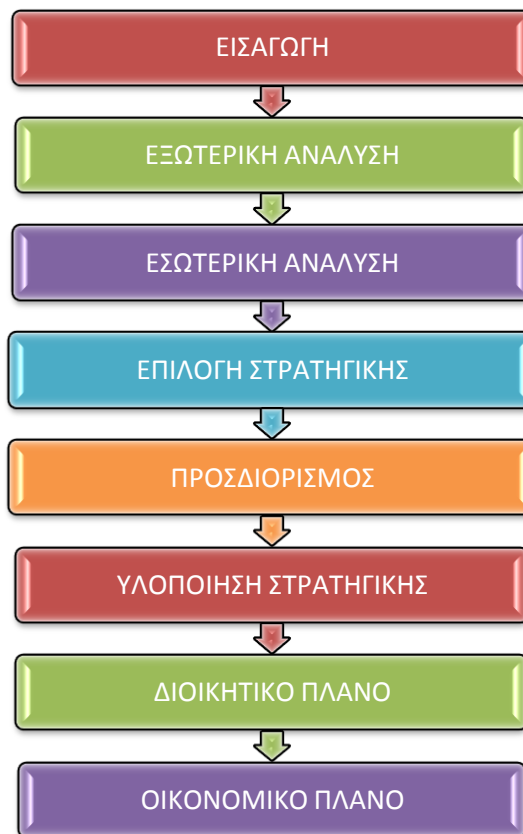 ΕΙΣΑΓΩΓΗ
ΕΞΩΤΕΡΙΚΗ ΑΝΑΛΥΣΗ
ΕΣΩΤΕΡΙΚΗ ΑΝΑΛΥΣΗ
ΕΠΙΛΟΓΗ ΣΤΡΑΤΗΓΙΚΗΣ
ΠΡΟΣΔΙΟΡΙΣΜΟΣ
ΥΛΟΠΟΙΗΣΗ ΣΤΡΑΤΗΓΙΚΗΣ
ΔΙΟΙΚΗΤΙΚΟ ΠΛΑΝΟ
ΟΙΚΟΝΟΜΙΚΟ ΠΛΑΝΟ